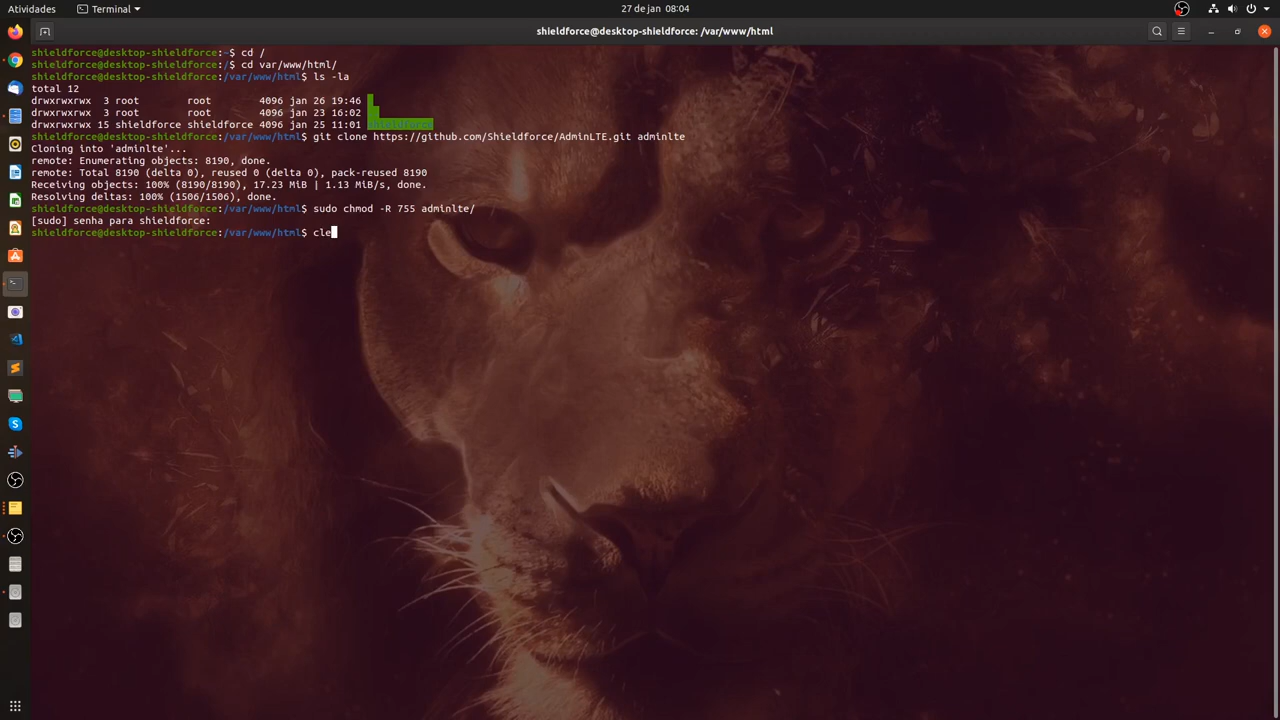 Atividades
Terminal
27 de jan 08:04
shieldforce@desktop-shieldforce: /var/www/html
shieldforce@desktop-shieldforce:~$ cd /
shieldforce@desktop-shieldforce:/$ cd var/www/html/
shieldforce@desktop-shieldforce:/var/www/html$ ls -la
total 12
drwxrwxrwx 3 root root 4096 jan 26 19:46 .
drwxrwxrwx 3 root root 4096 jan 23 16:02 ..
drwxrwxrwx 15 shieldforce shieldforce 4096 jan 25 11:01
shieldforce@desktop-shieldforce:/var/www/html$ git clone https://github.com/Shieldforce/AdminLTE.git adminlte
Cloning into 'adminlte'...
remote: Enumerating objects: 8190, done.
remote: Total 8190 (delta 0), reused 0 (delta 0), pack-reused 8190
Receiving objects: 100% (8190/8190), 17.23 MiB | 1.13 MiB/s, done.
Resolving deltas: 100% (1506/1506), done.
shieldforce@desktop-shieldforce:/var/www/html$ sudo chmod -R 755 adminlte/
[sudo] senha para shieldforce:
shieldforce@desktop-shieldforce:/var/www/html$ cle